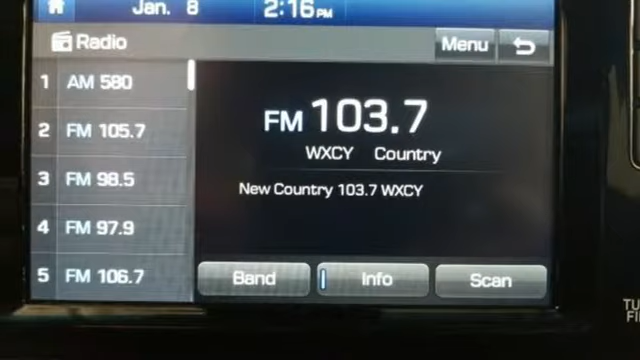 Jan. 8 2:16 PM
Radio Menu
1 AM 580
2 FM 105.7
3 FM 98.5
4 FM 97.9
5 FM 106.7
FM 103.7
WXCY Country
New Country 103.7 WXCY
Band Info Scan